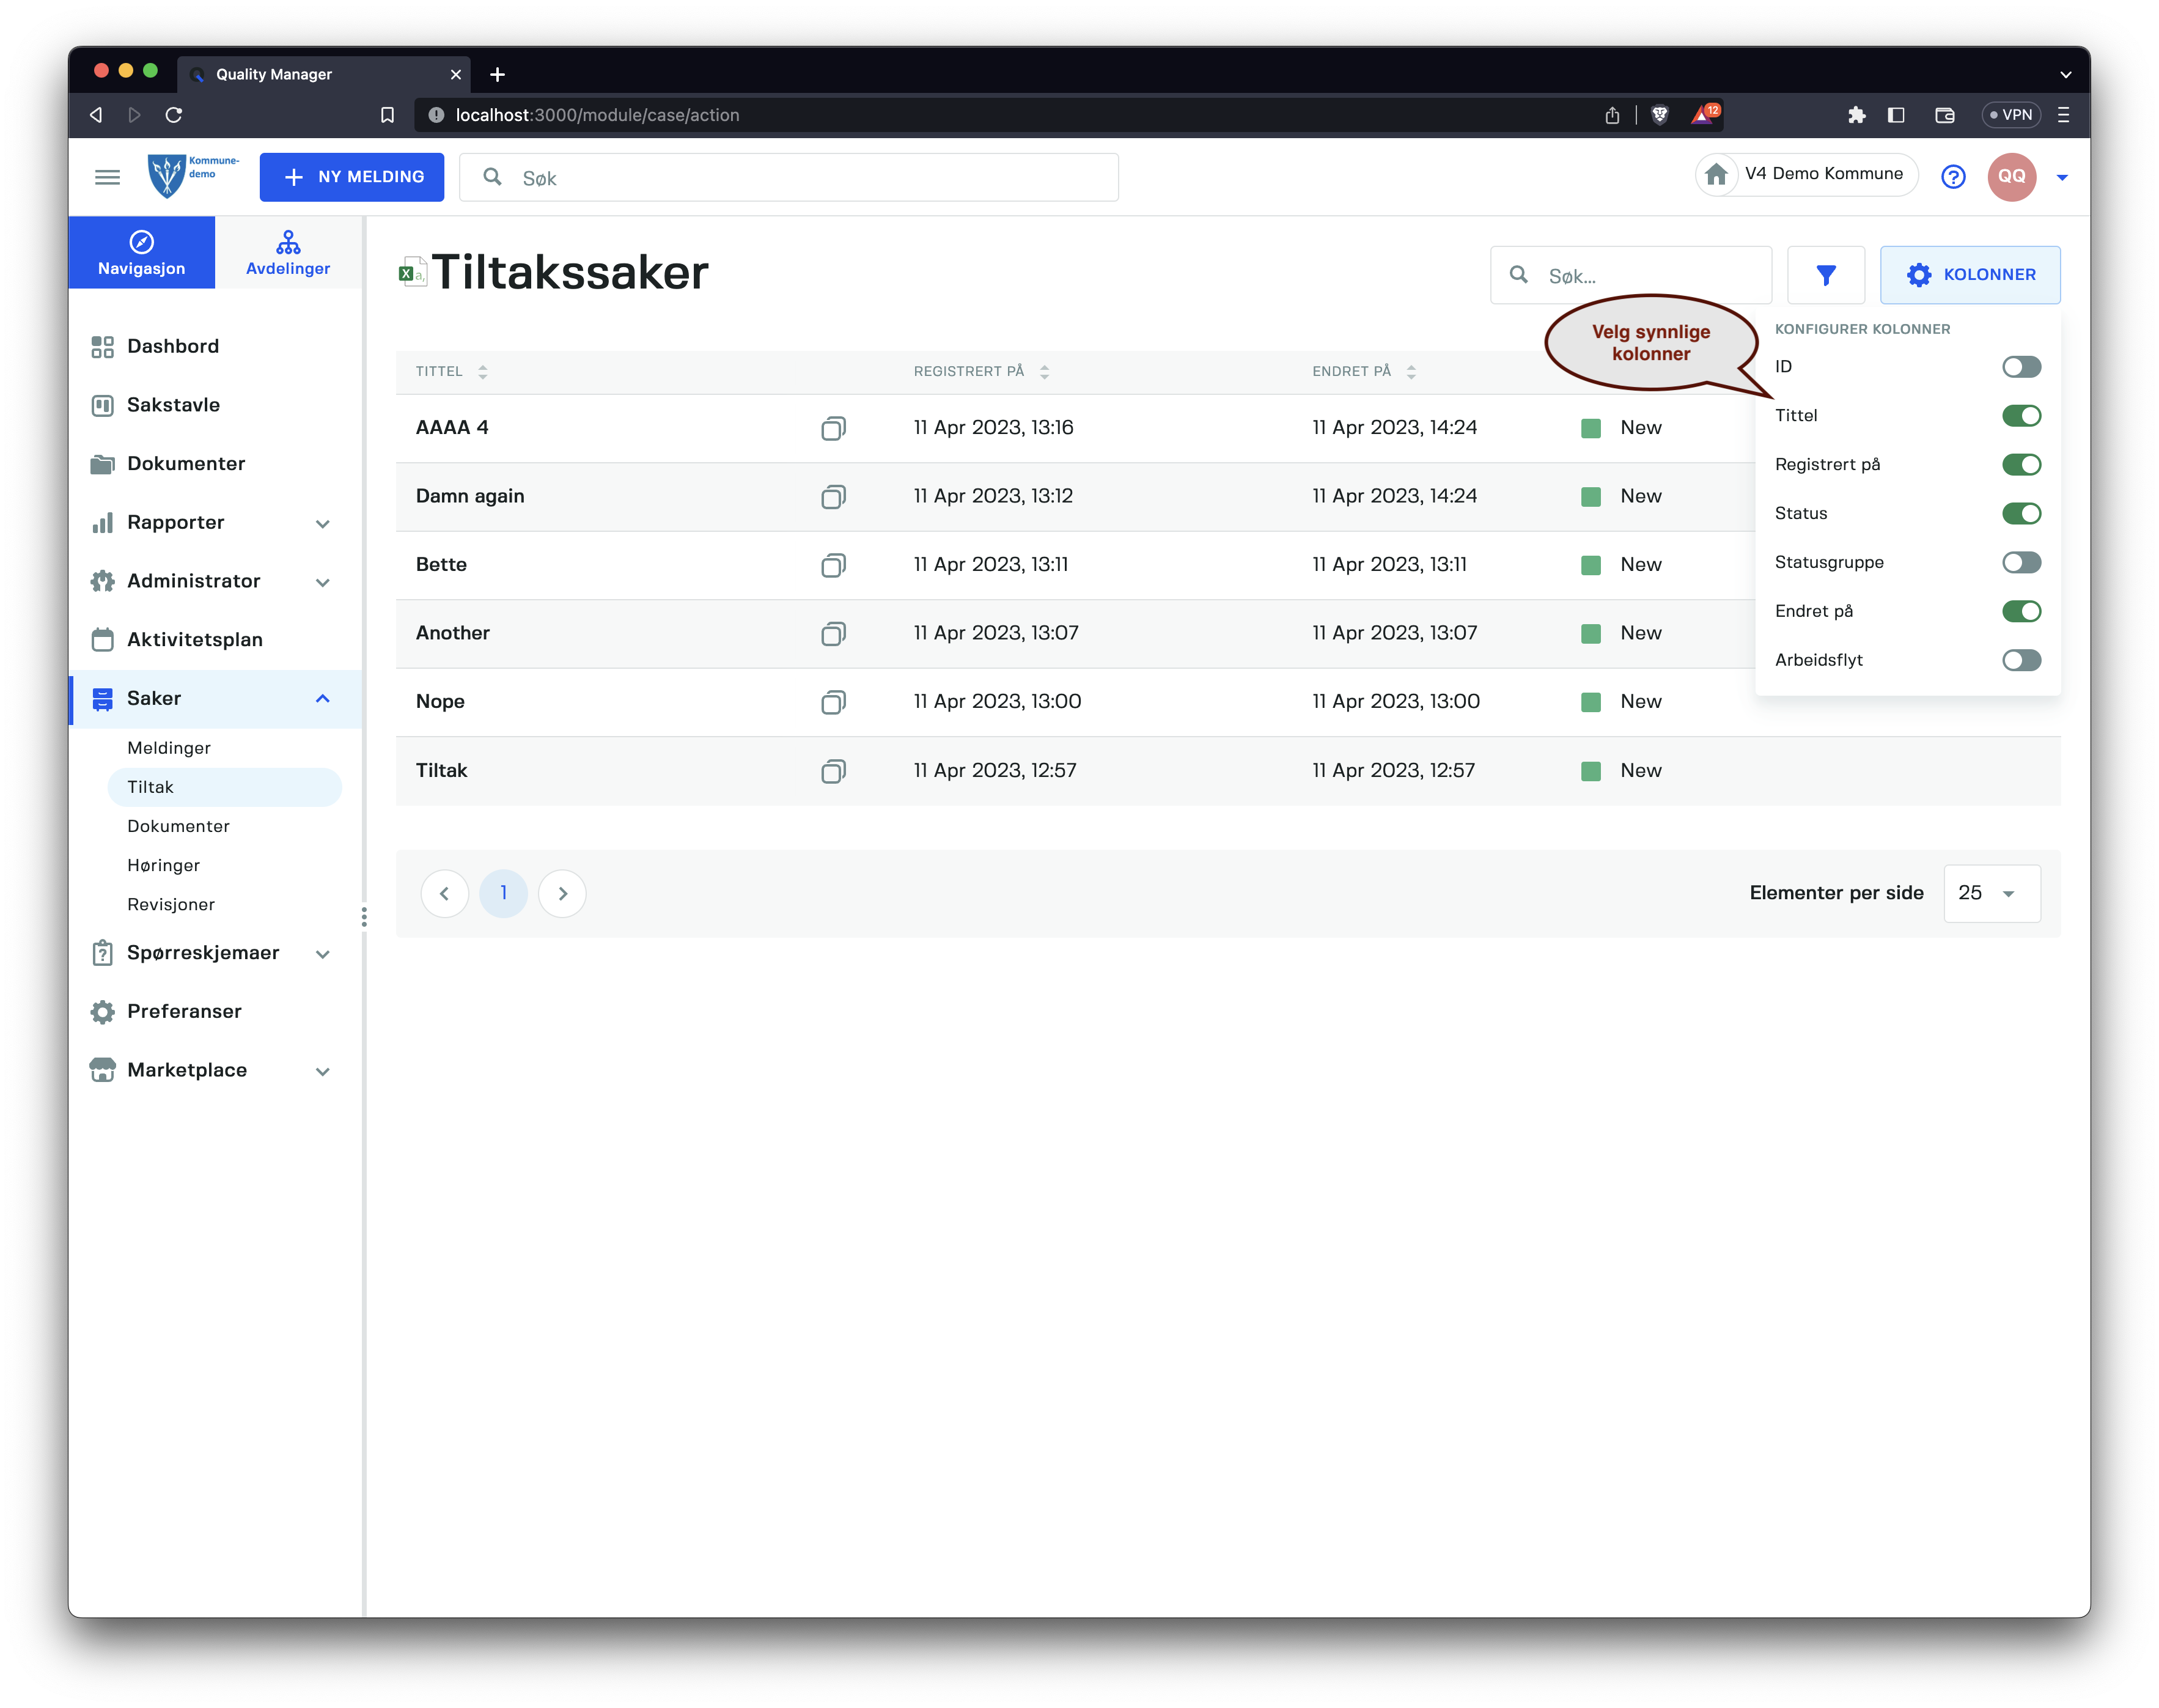 Quality Manager
localhost:3000/module/case/action
12
VPN
Kommune-
demo
NY MELDING
Søk
V4 Demo Kommune
QQ
Navigasjon
Avdelinger
Dashbord
Sakstavle
Dokumenter
Rapporter
Administrator
Aktivitetsplan
Saker
Meldinger
Tiltak
Dokumenter
Høringer
Revisjoner
Spørreskjemaer
Preferanser
Marketplace
X a,
Tiltakssaker
Søk...
KOLONNER
Velg synnlige
kolonner
KONFIGURER KOLONNER
ID
Tittel
Registrert på
Status
Statusgruppe
Endret på
Arbeidsflyt
TITTEL REGISTRERT PÅ ENDRET PÅ
AAAA 4 11 Apr 2023, 13:16 11 Apr 2023, 14:24 New
Damn again 11 Apr 2023, 13:12 11 Apr 2023, 14:24 New
Bette 11 Apr 2023, 13:11 11 Apr 2023, 13:11 New
Another 11 Apr 2023, 13:07 11 Apr 2023, 13:07 New
Nope 11 Apr 2023, 13:00 11 Apr 2023, 13:00 New
Tiltak 11 Apr 2023, 12:57 11 Apr 2023, 12:57 New
1
Elementer per side 25